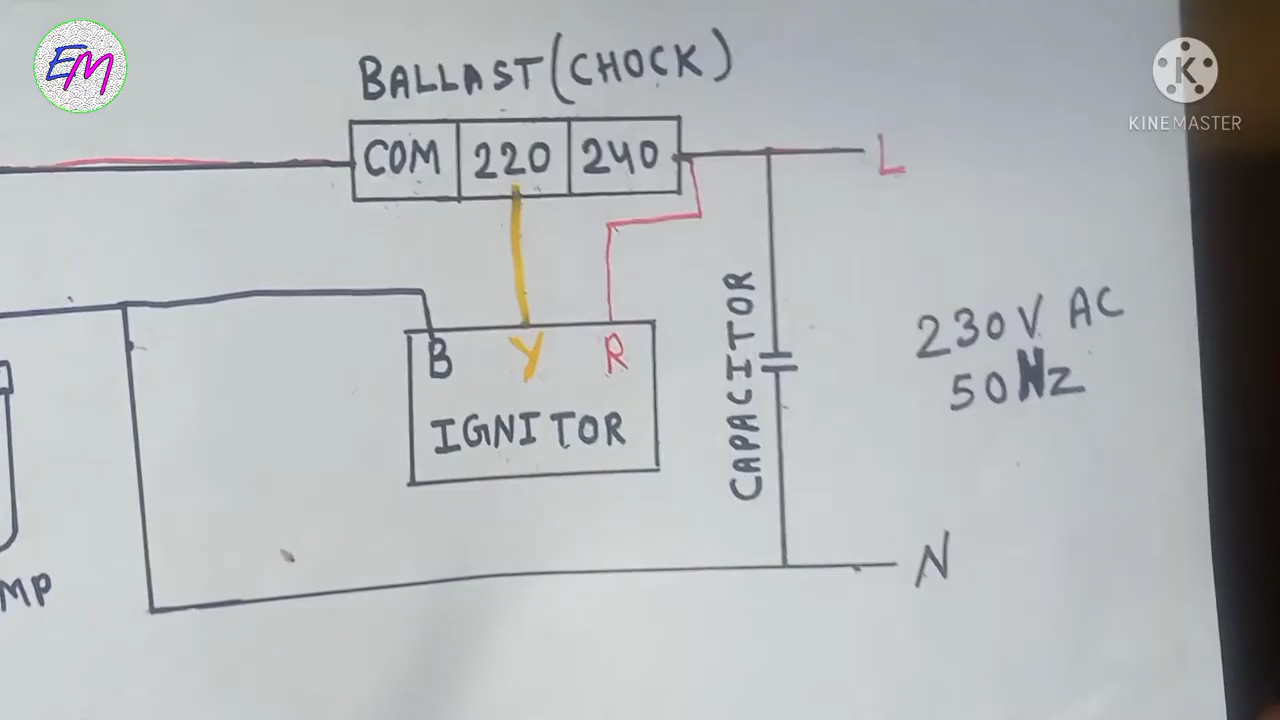 EM
KINEMASTER
BALLAST (CHOCK)
COM 220 240
L
B Y R
IGNITOR
CAPACITOR
230V AC
50Hz
N
MP